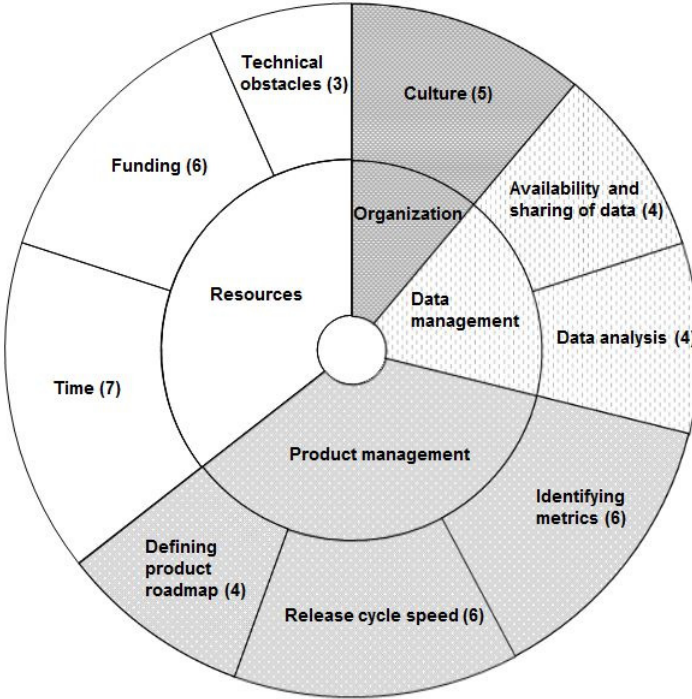 Technical
obstacles (3)
Culture (5)
Funding (6)
Availability and
sharing of data (4)
Organization
Resources
Data
management
Data analysis (4)
Time (7)
Product management
Identifying
metrics (6)
Defining
product
roadmap (4)
Release cycle speed (6)